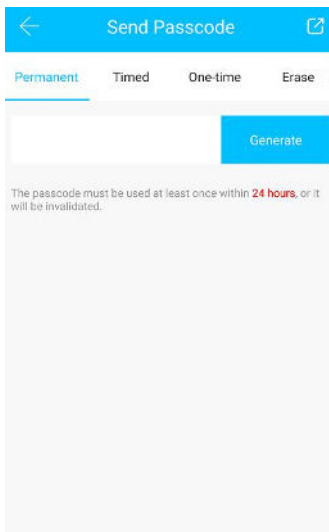 Send Passcode
Permanent Timed One-time Erase
Generate
The passcode must be used at least once within 24 hours, or it
will be invalidated.